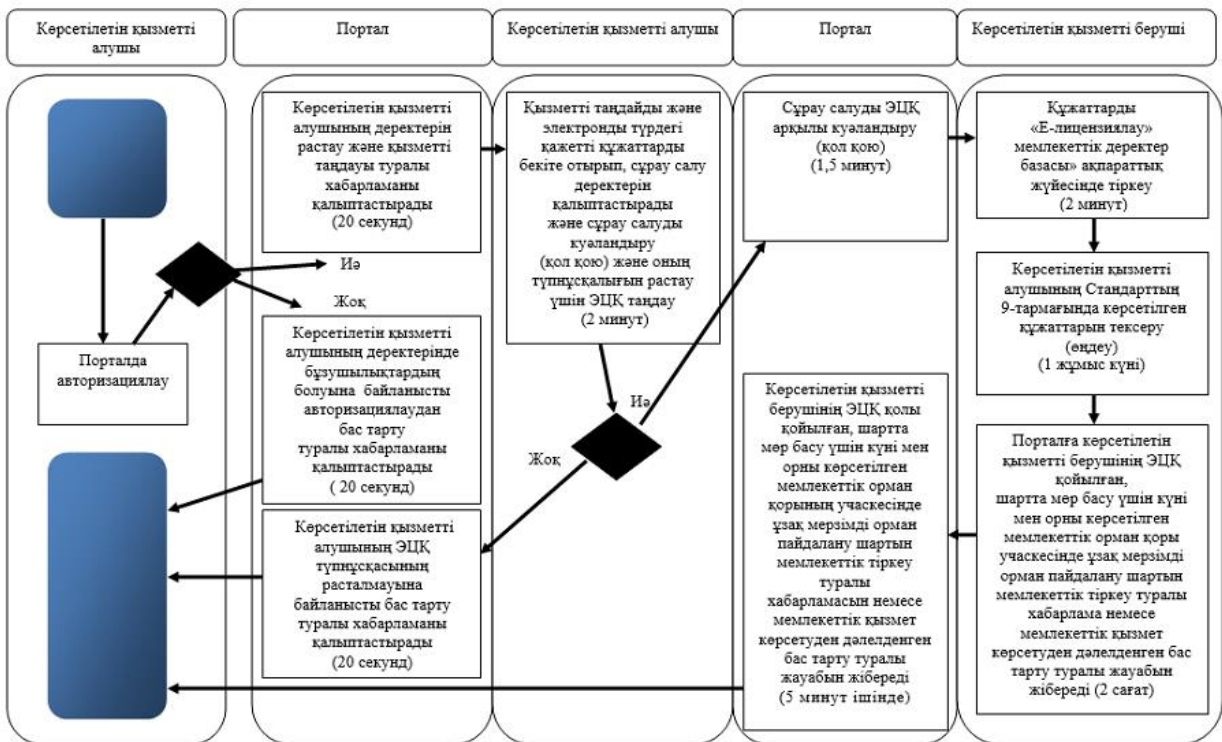 Көрсетілетін қызметті
алушы
Портал
Көрсетілетін қызметті алушы
Портал
Көрсетілетін қызметті беруші
Порталда
авторизациялау
Көрсетілетін қызметті
алушының деректерін
растау және қызметті
таңдауы туралы
хабарламаны
қалыптастырады
(20 секунд)
Иә
Жоқ
Көрсетілетін қызметті
алушының деректерінде
бұзушылықтардың
болуына байланысты
авторизациялаудан
бас тарту
туралы хабарламаны
қалыптастырады
( 20 секунд)
Көрсетілетін қызметті
алушының ЭЦҚ
түпнұсқасының
расталмауына
байланысты бас тарту
туралы хабарламаны
қалыптастырады
(20 секунд)
Қызметті таңдайды және
электронды түрдегі
қажетті құжаттарды
бекіте отырып, сұрау салу
деректерін
қалыптастырады
және сұрау салуды
куәландыру
(қол қою) және оның
түпнұсқалығын растау
үшін ЭЦҚ таңдау
(2 минут)
Иә
Жоқ
Сұрау салуды ЭЦҚ
арқылы куәландыру
(қол қою)
(1,5 минут)
Көрсетілетін қызметті
берушінің ЭЦҚ қолы
қойылған, шартта
мөр басу үшін күні мен
орны көрсетілген
мемлекеттік орман
қорының учаскесінде
ұзақ мерзімді орман
пайдалану шартын
мемлекеттік тіркеу
туралы
хабарламасын немесе
мемлекеттік қызмет
көрсетуден дәлелденген
бас тарту туралы
жауабын жібереді
(5 минут ішінде)
Құжаттарды
«Е-лицензиялау»
мемлекеттік деректер
базасы» ақпараттық
жүйесінде тіркеу
(2 минут)
Көрсетілетін қызметті
алушының Стандарттың
9-тармағында көрсетілген
құжаттарын тексеру
(өңдеу)
(1 жұмыс күні)
Порталға көрсетілетін
қызметті берушінің ЭЦҚ
қойылған,
шартта мөр басу үшін күні
мен орны көрсетілген
мемлекеттік орман қоры
учаскесінде ұзақ мерзімді
орман пайдалану шартын
мемлекеттік тіркеу туралы
хабарлама немесе
мемлекеттік қызмет
көрсетуден дәлелденген бас
тарту туралы жауабын
жібереді (2 сағат)